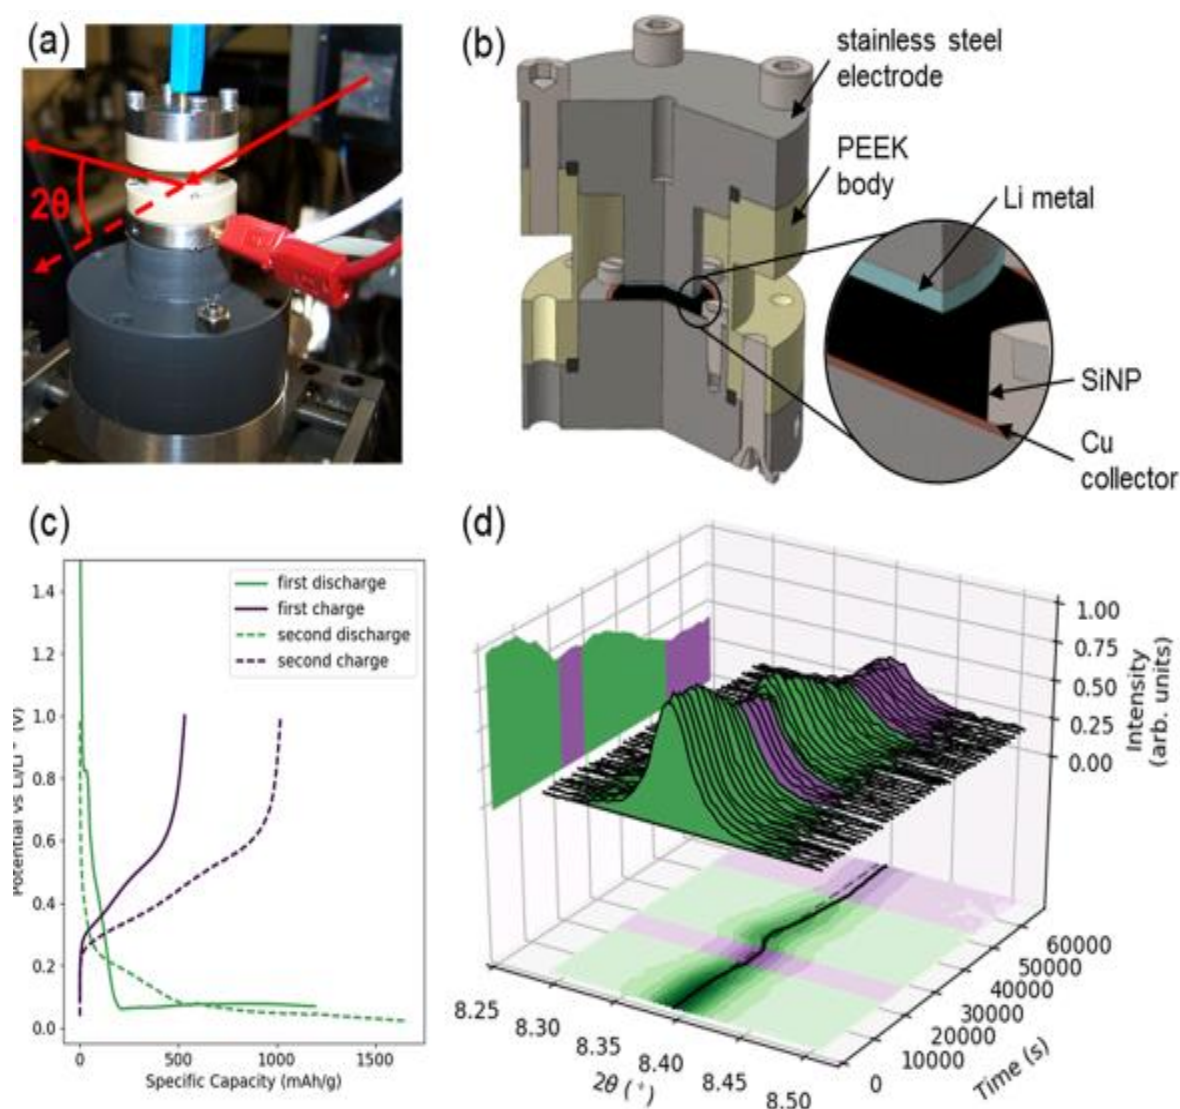 (a)
2θ
(b)
stainless steel
electrode
PEEK
body
Li metal
SiNP
Cu
collector
(c)
first discharge
first charge
second discharge
second charge
1.4
1.2
1.0
0.8
0.6
0.4
0.2
0.0
Potential vs Li/Li⁺ (V)
0 500 1000 1500
Specific Capacity (mAh/g)
(d)
1.00
0.75
0.50
0.25
0.00
Intensity
(arb. units)
8.25
8.30
8.35
8.40
8.45
8.50
2θ (°)
0
10000
20000
30000
40000
50000
60000
Time (s)